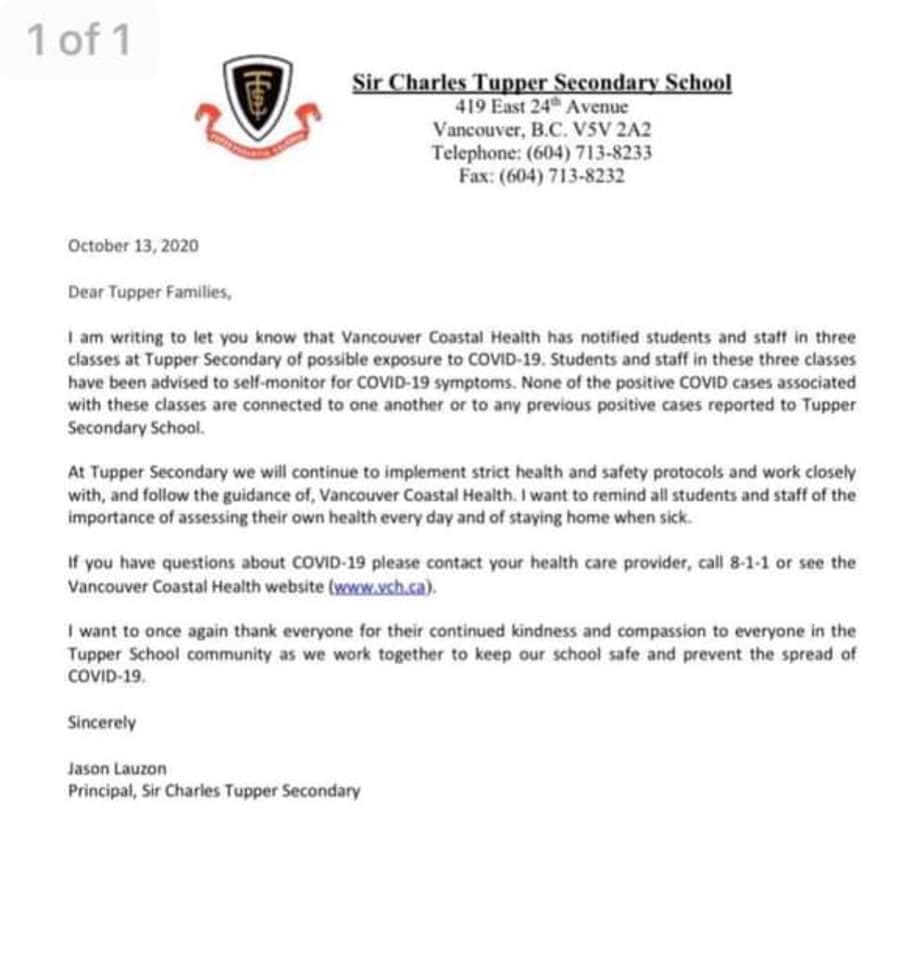 1 of 1
Sir Charles Tupper Secondary School
419 East 24th Avenue
Vancouver, B.C. V5V 2A2
Telephone: (604) 713-8233
Fax: (604) 713-8232
October 13, 2020
Dear Tupper Families,
I am writing to let you know that Vancouver Coastal Health has notified students and staff in three
classes at Tupper Secondary of possible exposure to COVID-19. Students and staff in these three classes
have been advised to self-monitor for COVID-19 symptoms. None of the positive COVID cases associated
with these classes are connected to one another or to any previous positive cases reported to Tupper
Secondary School.
At Tupper Secondary we will continue to implement strict health and safety protocols and work closely
with, and follow the guidance of, Vancouver Coastal Health. I want to remind all students and staff of the
importance of assessing their own health every day and of staying home when sick.
If you have questions about COVID-19 please contact your health care provider, call 8-1-1 or see the
Vancouver Coastal Health website (www.vch.ca).
I want to once again thank everyone for their continued kindness and compassion to everyone in the
Tupper School community as we work together to keep our school safe and prevent the spread of
COVID-19.
Sincerely
Jason Lauzon
Principal, Sir Charles Tupper Secondary